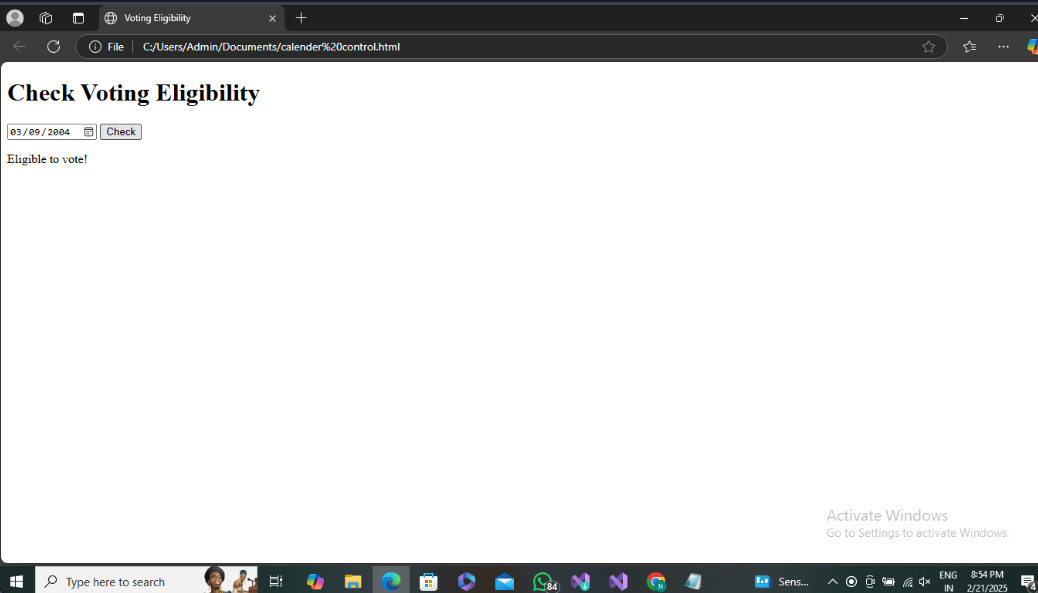 Voting Eligibility
File C:/Users/Admin/Documents/calender%20control.html
Check Voting Eligibility
03/09/2004 Check
Eligible to vote!
Activate Windows
Go to Settings to activate Windows.
Type here to search
84
N
Sens...
ENG
IN
8:54 PM
2/21/2025
4